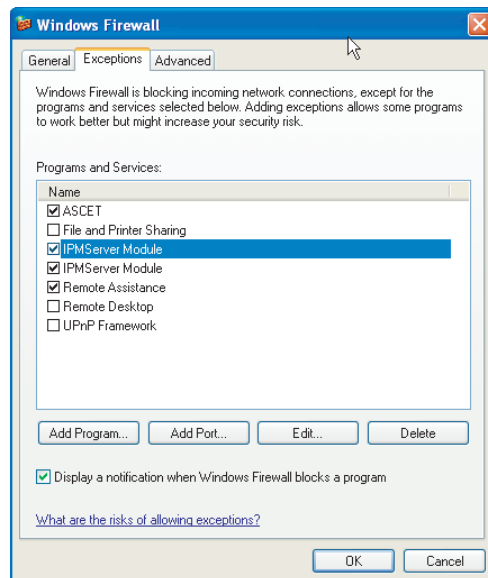 Windows Firewall
General Exceptions Advanced
Windows Firewall is blocking incoming network connections, except for the
programs and services selected below. Adding exceptions allows some programs
to work better but might increase your security risk.
Programs and Services:
Name
ASCET
File and Printer Sharing
IPMServer Module
IPMServer Module
Remote Assistance
Remote Desktop
UPnP Framework
Add Program... Add Port... Edit... Delete
Display a notification when Windows Firewall blocks a program
What are the risks of allowing exceptions?
OK Cancel